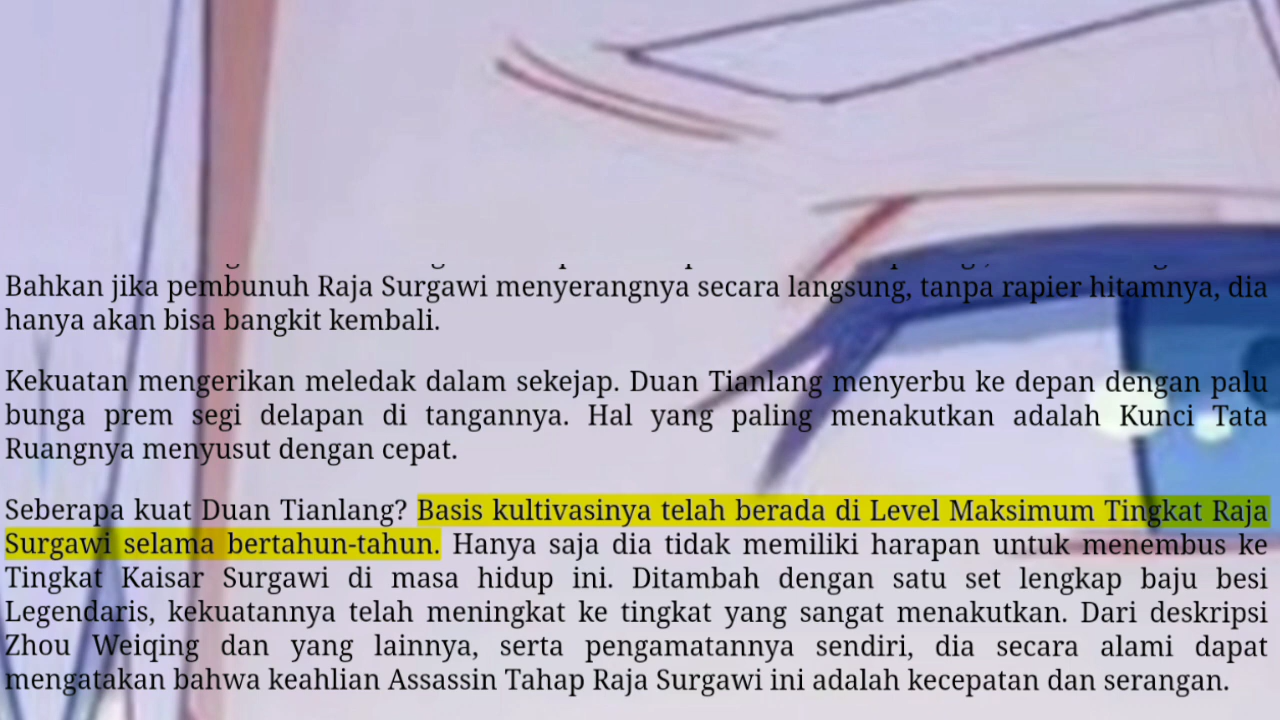 Bahkan jika pembunuh Raja Surgawi menyerangnya secara langsung, tanpa rapier hitamnya, dia
hanya akan bisa bangkit kembali.
Kekuatan mengerikan meledak dalam sekejap. Duan Tianlang menyerbu ke depan dengan palu
bunga prem segi delapan di tangannya. Hal yang paling menakutkan adalah Kunci Tata
Ruangnya menyusut dengan cepat.
Seberapa kuat Duan Tianlang? Basis kultivasinya telah berada di Level Maksimum Tingkat Raja
Surgawi selama bertahun-tahun. Hanya saja dia tidak memiliki harapan untuk menembus ke
Tingkat Kaisar Surgawi di masa hidup ini. Ditambah dengan satu set lengkap baju besi
Legendaris, kekuatannya telah meningkat ke tingkat yang sangat menakutkan. Dari deskripsi
Zhou Weiqing dan yang lainnya, serta pengamatannya sendiri, dia secara alami dapat
mengatakan bahwa keahlian Assassin Tahap Raja Surgawi ini adalah kecepatan dan serangan.